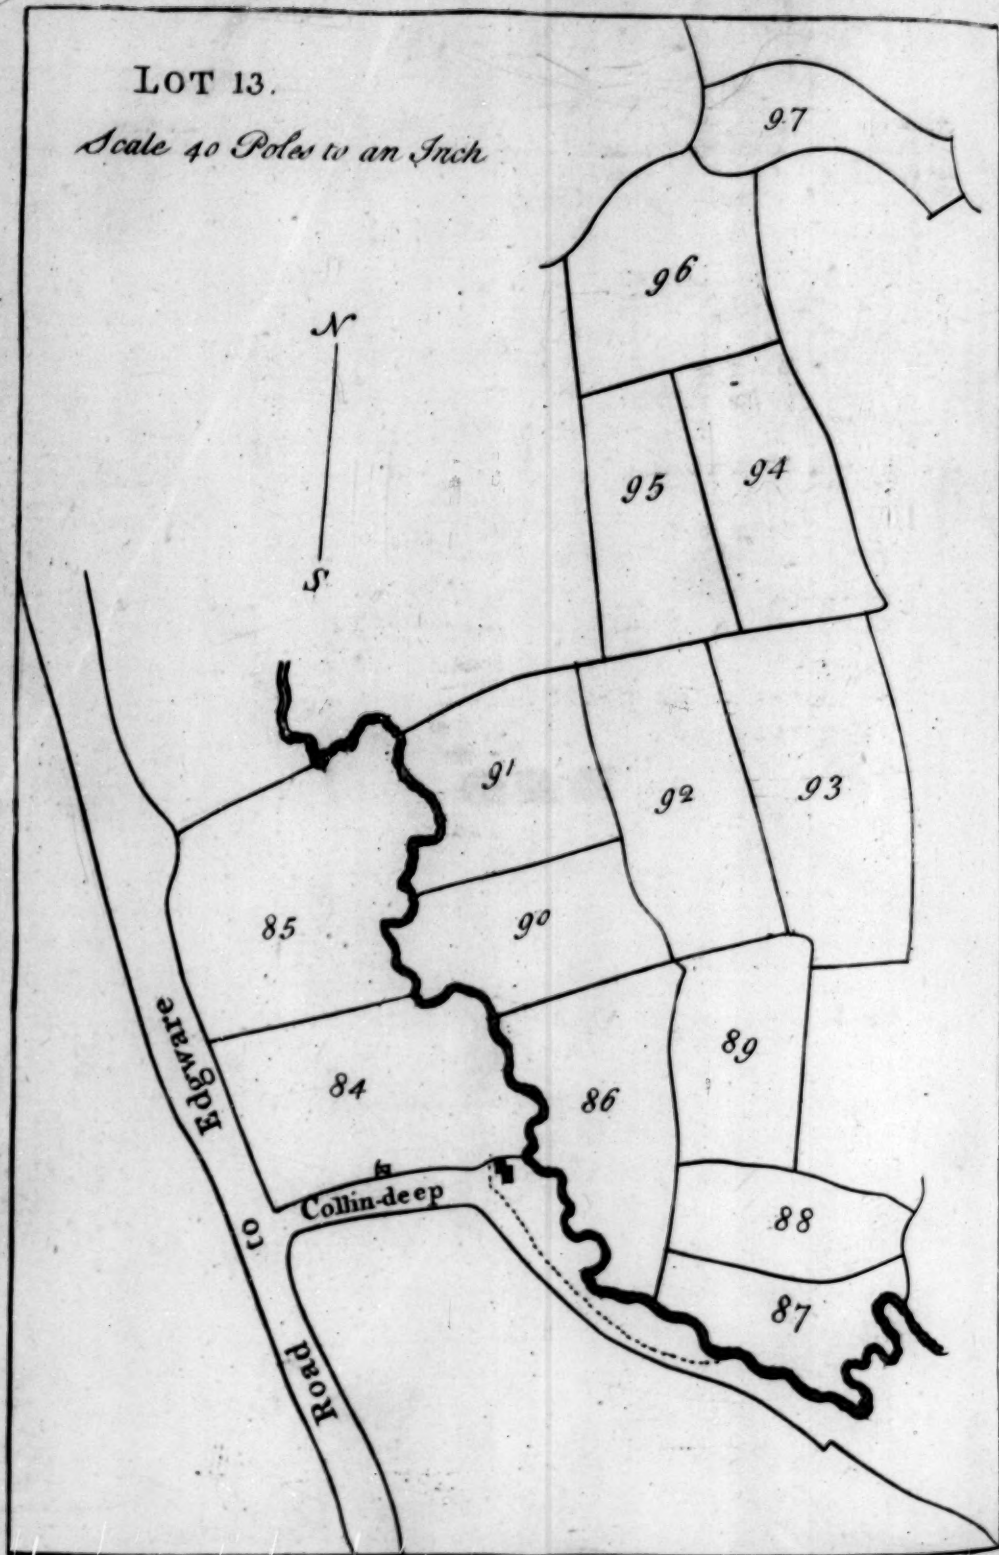 LOT 13.
Scale 40 Poles to an Inch
97
96
N
95
94
S
91
92
93
85
90
84
89
86
Collin-deep
88
87
Road to Edgware